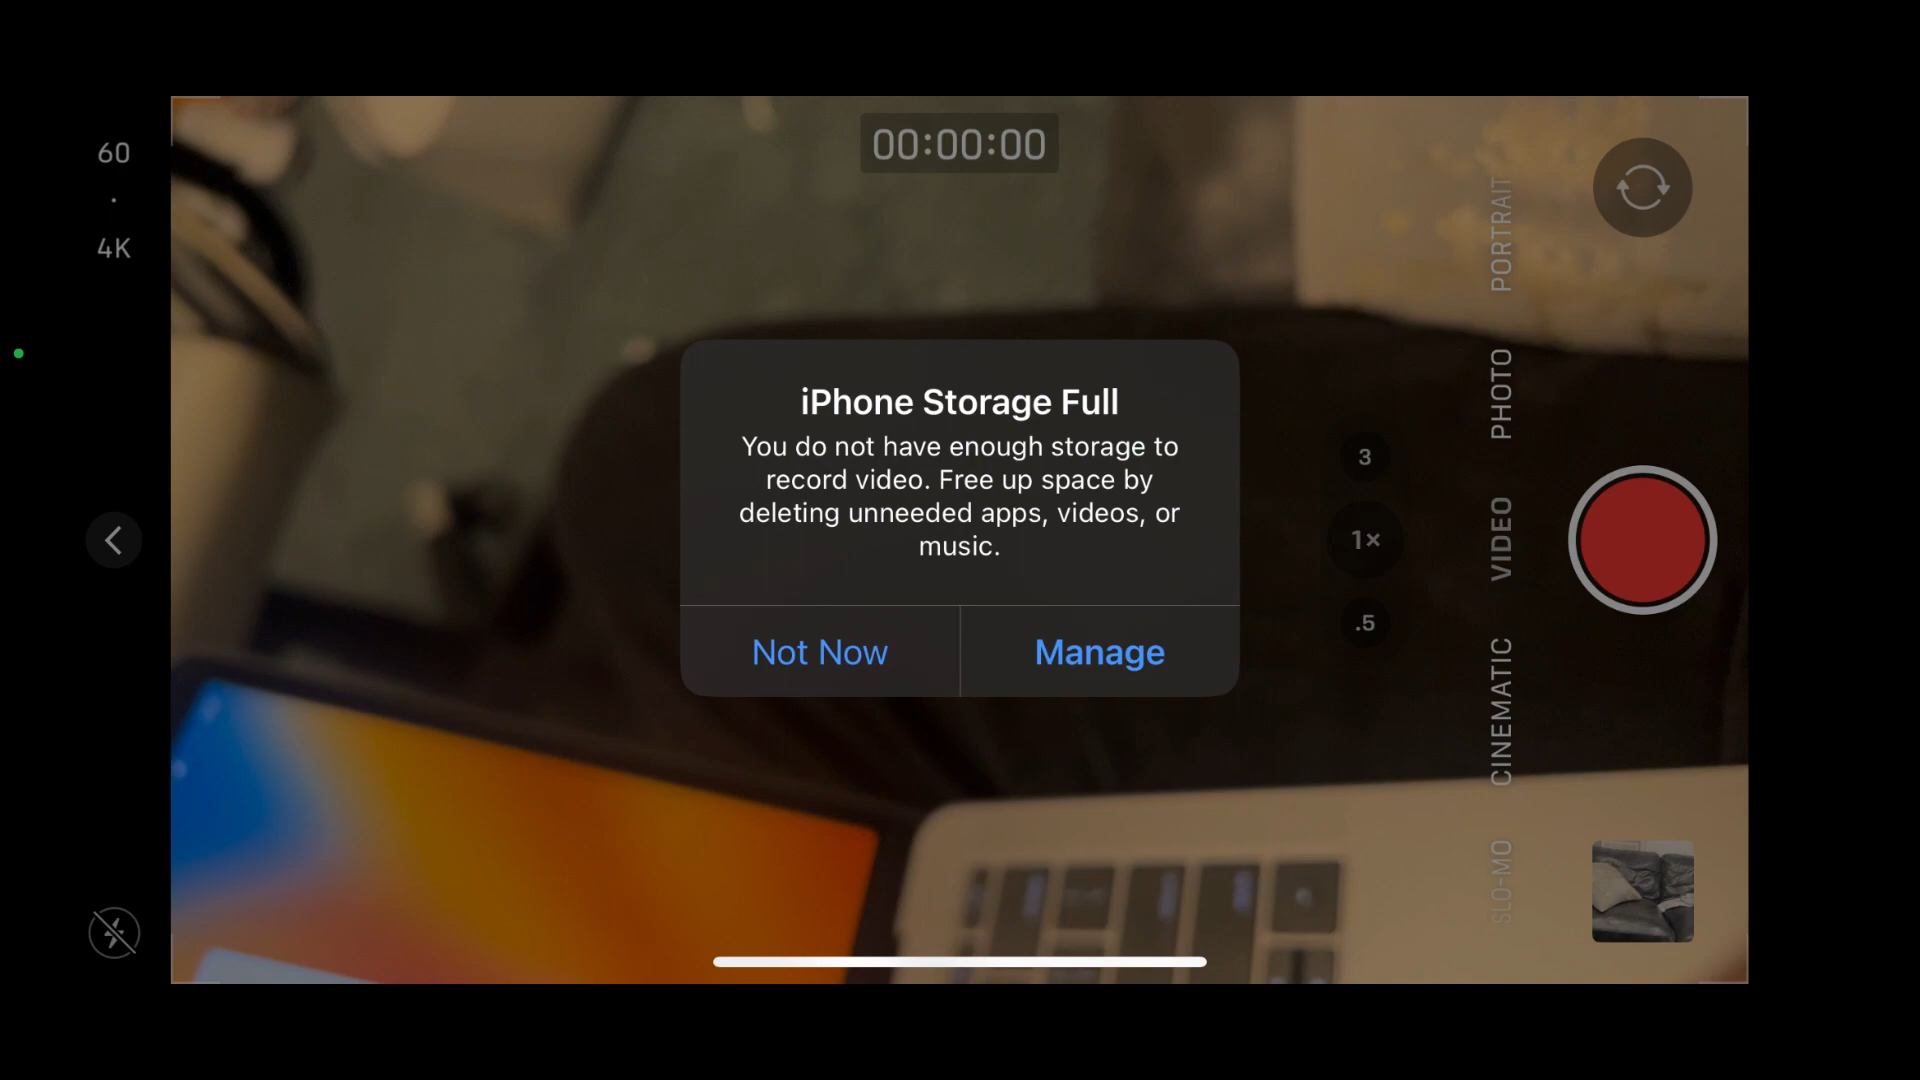 60
·
4K
00:00:00
PORTRAIT
PHOTO
VIDEO
CINEMATIC
SLO-MO
3
1×
.5
iPhone Storage Full
You do not have enough storage to
record video. Free up space by
deleting unneeded apps, videos, or
music.
Not Now
Manage